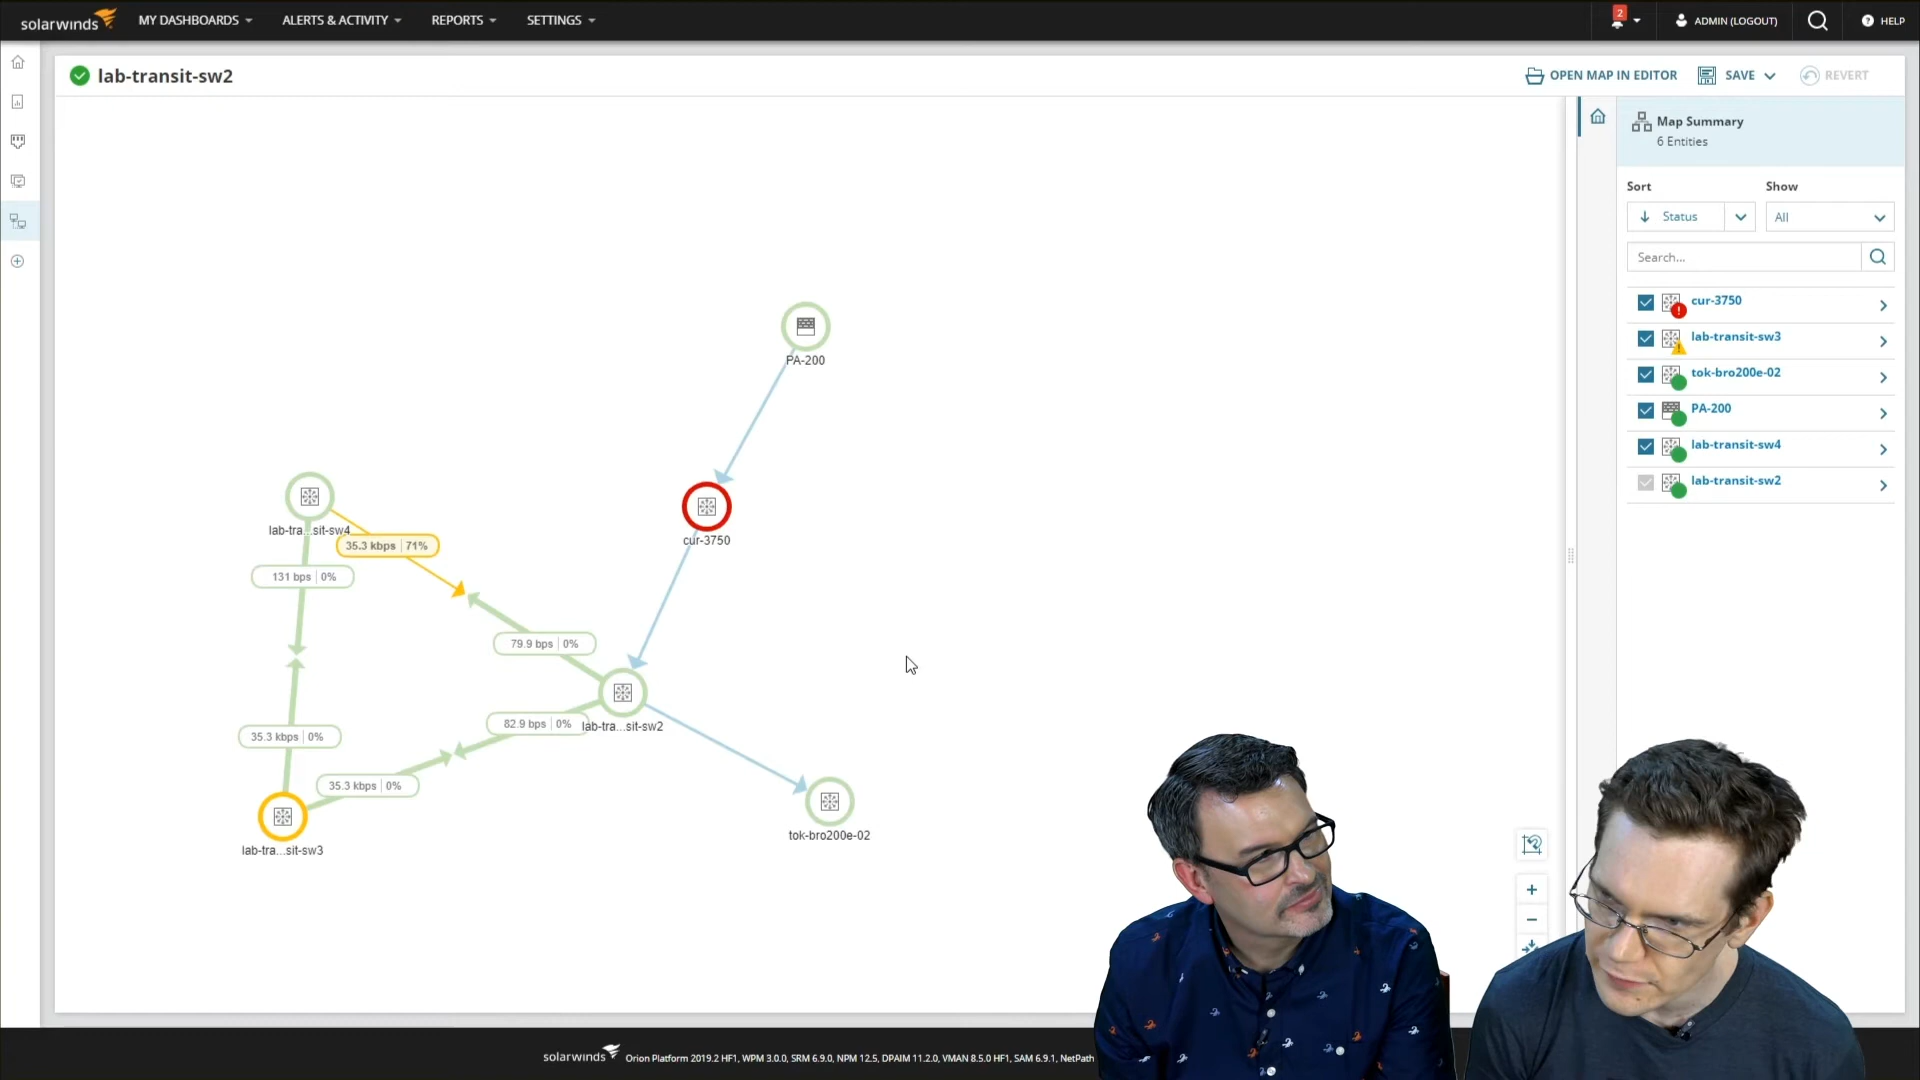 solarwinds
MY DASHBOARDS
ALERTS & ACTIVITY
REPORTS
SETTINGS
2
ADMIN (LOGOUT)
HELP
lab-transit-sw2
OPEN MAP IN EDITOR
SAVE
REVERT
Map Summary
6 Entities
Sort
Show
Status
All
Search...
cur-3750
lab-transit-sw3
tok-bro200e-02
PA-200
lab-transit-sw4
lab-transit-sw2
PA-200
cur-3750
lab-tra...sit-sw4
35.3 kbps | 71%
131 bps | 0%
79.9 bps | 0%
82.9 bps | 0%
lab-tra...sit-sw2
35.3 kbps | 0%
35.3 kbps | 0%
lab-tra...sit-sw3
tok-bro200e-02
solarwinds Orion Platform 2019.2 HF1, WPM 3.0.0, SRM 6.9.0, NPM 12.5, DPAIM 11.2.0, VMAN 8.5.0 HF1, SAM 6.9.1, NetPath